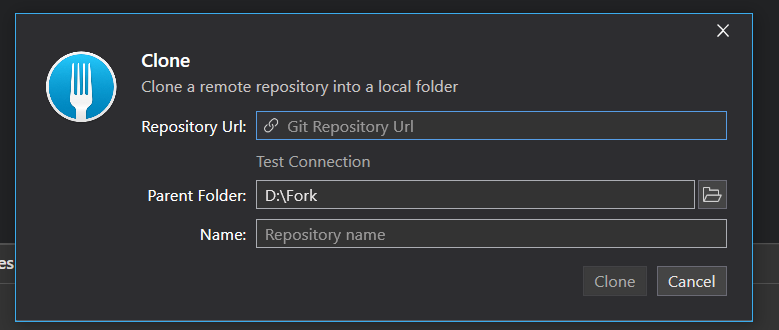 Clone
Clone a remote repository into a local folder
Repository Url: Git Repository Url
Test Connection
Parent Folder: D:\Fork
Name: Repository name
es
Clone Cancel